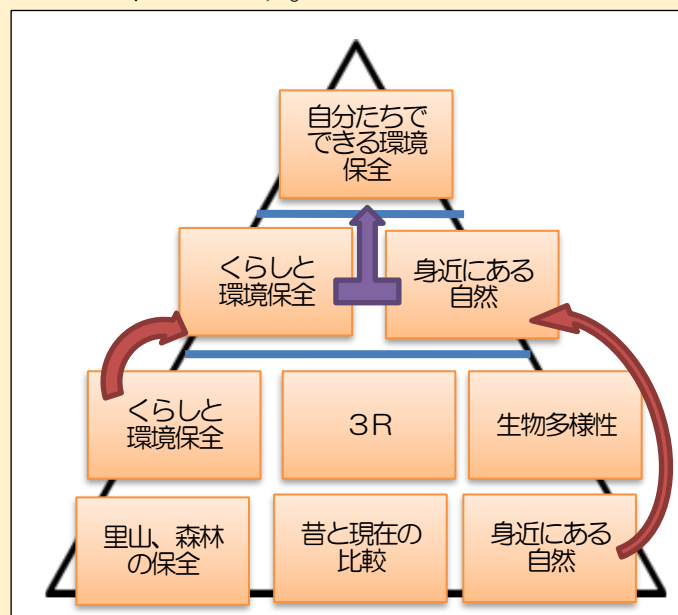 自分たちで
できる環境
保全
くらしと
環境保全
身近にある
自然
くらしと
環境保全
3R
生物多様性
里山、森林
の保全
昔と現在の
比較
身近にある
自然